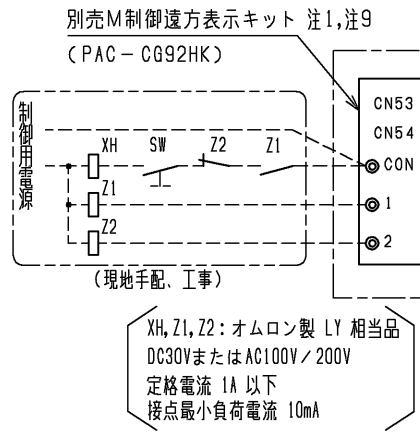 別売M制御遠方表示キット 注1,注9
(PAC-CG92HK)
制御用電源
XH SW Z2 Z1
Z1
Z2
CN53
CN54
CON
1
2
(現地手配、工事)
XH,Z1,Z2:オムロン製 LY 相当品
DC30VまたはAC100V/200V
定格電流 1A 以下
接点最小負荷電流 10mA